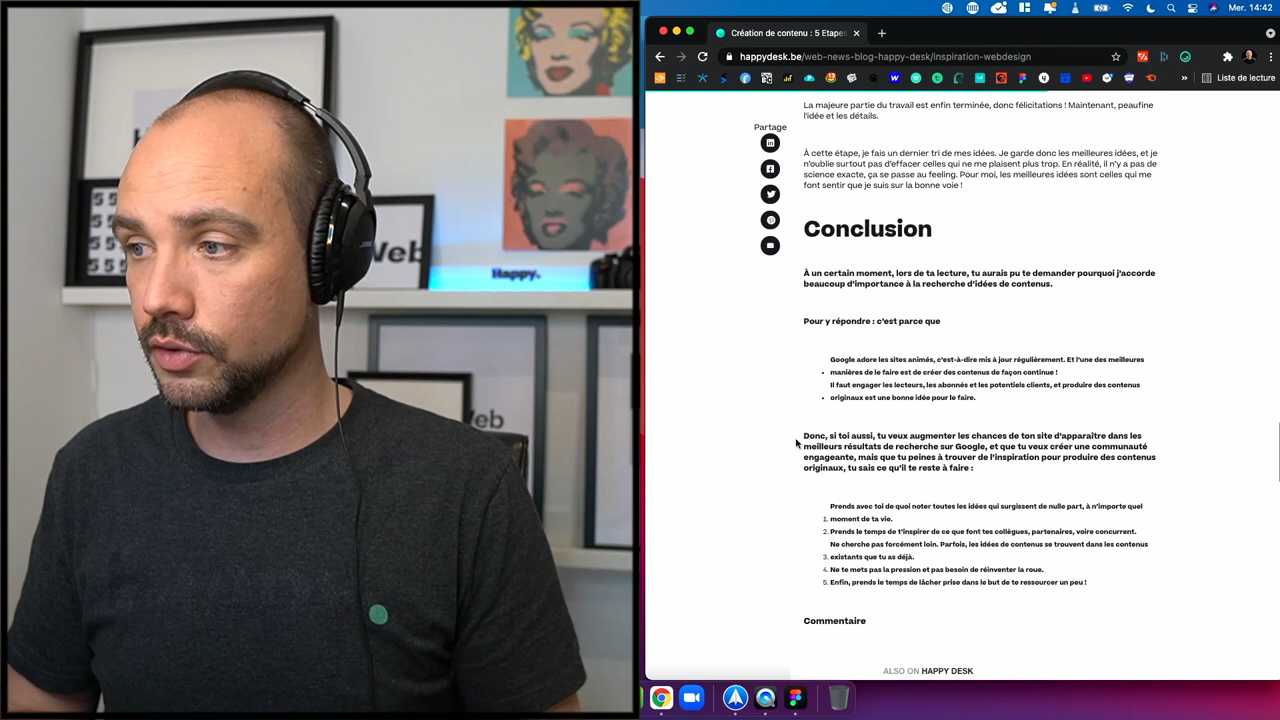 Mer. 14:42
Création de contenu : 5 Etapes
happydesk.be/web-news-blog-happy-desk/inspiration-webdesign
Liste de lecture
La majeure partie du travail est enfin terminée, donc félicitations ! Maintenant, peaufine
l'idée et les détails.
Partage
À cette étape, je fais un dernier tri de mes idées. Je garde donc les meilleures idées, et je
n'oublie surtout pas d'effacer celles qui ne me plaisent plus trop. En réalité, il n'y a pas de
science exacte, ça se passe au feeling. Pour moi, les meilleures idées sont celles qui me
font sentir que je suis sur la bonne voie !
Conclusion
À un certain moment, lors de ta lecture, tu aurais pu te demander pourquoi j'accorde
beaucoup d'importance à la recherche d'idées de contenus.
Pour y répondre : c'est parce que
Google adore les sites animés, c'est-à-dire mis à jour régulièrement. Et l'une des meilleures
• manières de le faire est de créer des contenus de façon continue !
Il faut engager les lecteurs, les abonnés et les potentiels clients, et produire des contenus
• originaux est une bonne idée pour le faire.
Donc, si toi aussi, tu veux augmenter les chances de ton site d'apparaître dans les
meilleurs résultats de recherche sur Google, et que tu veux créer une communauté
engageante, mais que tu peines à trouver de l'inspiration pour produire des contenus
originaux, tu sais ce qu'il te reste à faire :
Prends avec toi de quoi noter toutes les idées qui surgissent de nulle part, à n'importe quel
1. moment de ta vie.
2. Prends le temps de t'inspirer de ce que font tes collègues, partenaires, voire concurrent.
Ne cherche pas forcément loin. Parfois, les idées de contenus se trouvent dans les contenus
3. existants que tu as déjà.
4. Ne te mets pas la pression et pas besoin de réinventer la roue.
5. Enfin, prends le temps de lâcher prise dans le but de te ressourcer un peu !
Commentaire
ALSO ON HAPPY DESK
Web
Happy.